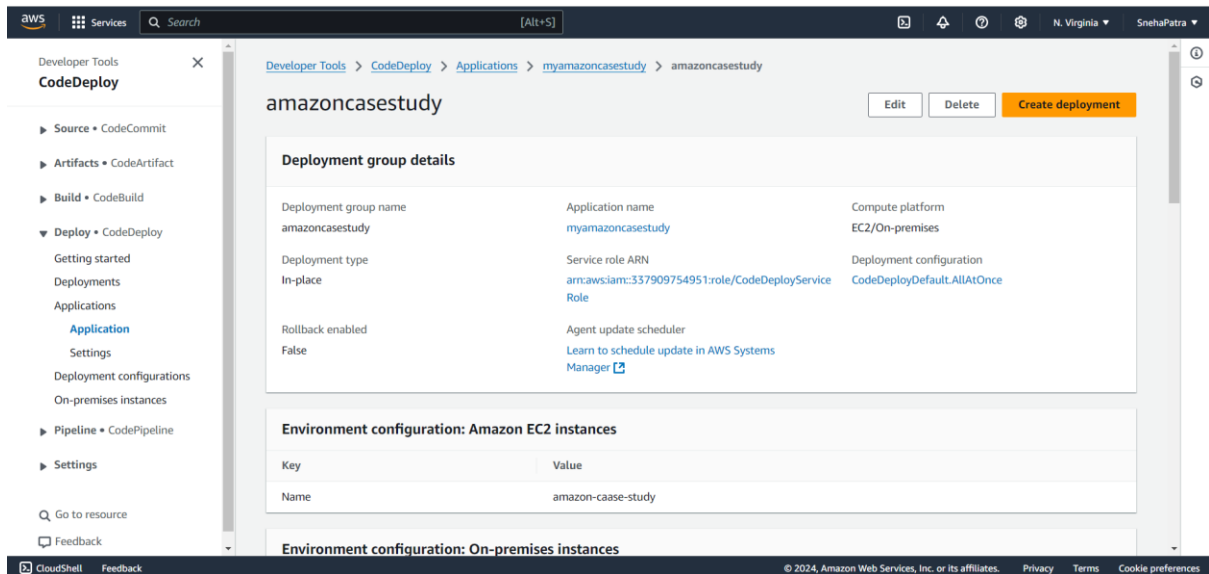 aws Services Search [Alt+S] N. Virginia SnehaPatra
Developer Tools
CodeDeploy
Source • CodeCommit
Artifacts • CodeArtifact
Build • CodeBuild
Deploy • CodeDeploy
Getting started
Deployments
Applications
Application
Settings
Deployment configurations
On-premises instances
Pipeline • CodePipeline
Settings
Go to resource
Feedback
Developer Tools > CodeDeploy > Applications > myamazoncasestudy > amazoncasestudy
amazoncasestudy Edit Delete Create deployment
Deployment group details
Deployment group name Application name Compute platform
amazoncasestudy myamazoncasestudy EC2/On-premises
Deployment type Service role ARN Deployment configuration
In-place arn:aws:iam::337909754951:role/CodeDeployService CodeDeployDefault.AllAtOnce
Role
Rollback enabled Agent update scheduler
False Learn to schedule update in AWS Systems
Manager
Environment configuration: Amazon EC2 instances
Key Value
Name amazon-caase-study
Environment configuration: On-premises instances
CloudShell Feedback © 2024, Amazon Web Services, Inc. or its affiliates. Privacy Terms Cookie preferences